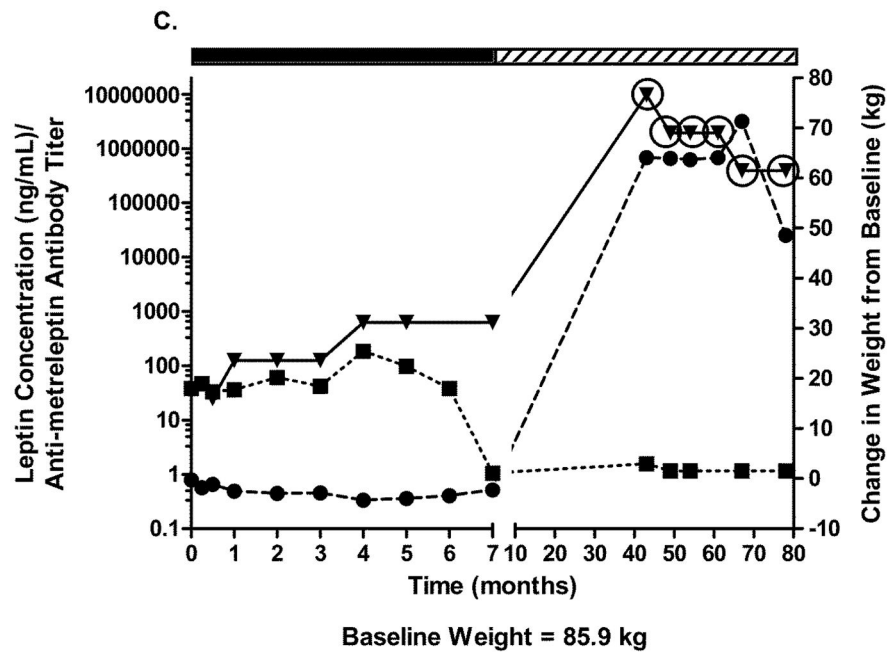 C.
Leptin Concentration (ng/mL)/
Anti-metreleptin Antibody Titer
10000000
1000000
100000
10000
1000
100
10
1
0.1
80
70
60
50
40
30
20
10
0
-10
Change in Weight from Baseline (kg)
0 1 2 3 4 5 6 7 10 20 30 40 50 60 70 80
Time (months)
Baseline Weight = 85.9 kg